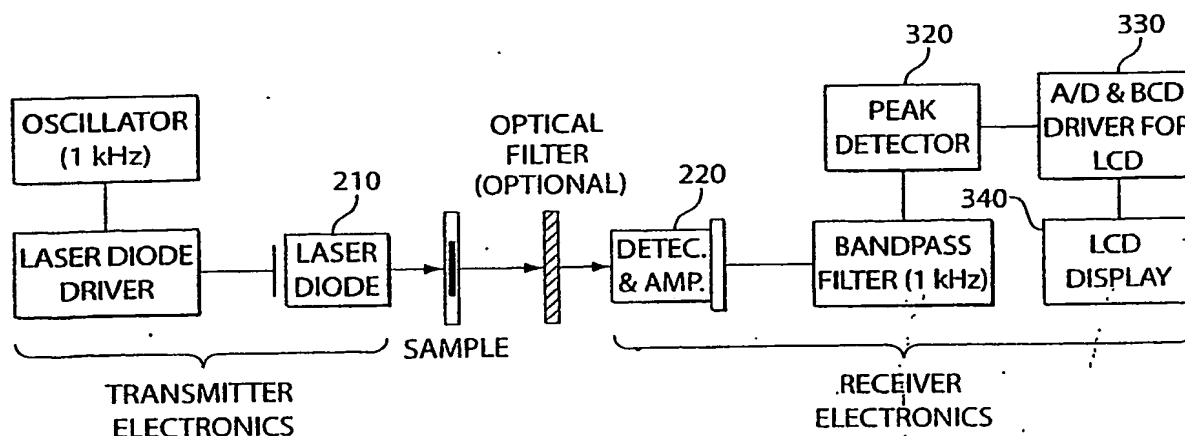 320
330
OSCILLATOR
(1 kHz)
OPTICAL
FILTER
(OPTIONAL)
PEAK
DETECTOR
A/D & BCD
DRIVER FOR
LCD
210
220
340
LASER DIODE
DRIVER
LASER
DIODE
DETEC.
& AMP.
BANDPASS
FILTER (1 kHz)
LCD
DISPLAY
SAMPLE
TRANSMITTER
ELECTRONICS
RECEIVER
ELECTRONICS